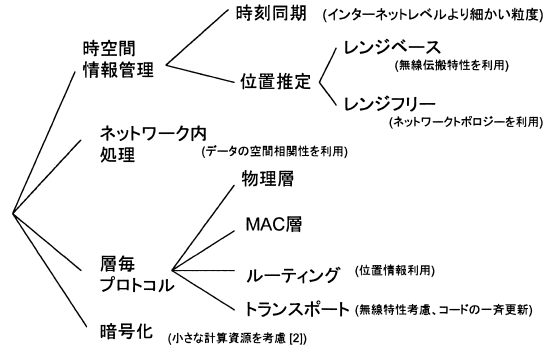 時刻同期 (インターネットレベルより細かい粒度)
時空間
情報管理
位置推定
レンジベース
(無線伝搬特性を利用)
レンジフリー
(ネットワークトポロジーを利用)
ネットワーク内
処理
(データの空間相関性を利用)
物理層
MAC層
層毎
プロトコル
ルーティング (位置情報利用)
トランスポート (無線特性考慮、コードの一斉更新)
暗号化 (小さな計算資源を考慮 [2])